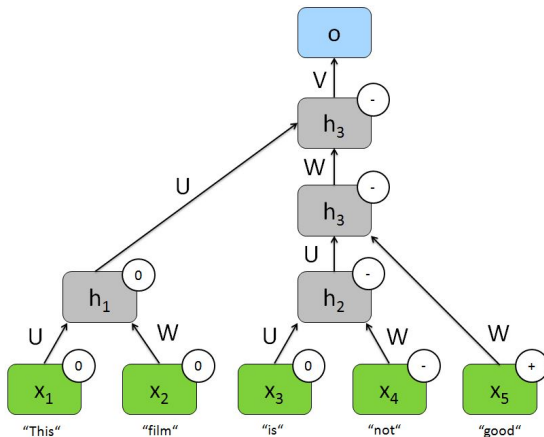 o
V
-
h₃
W
U
-
h₃
U
0
-
h₁
h₂
U
W
U
W
W
0
0
0
-
+
x₁
x₂
x₃
x₄
x₅
"This"
"film"
"is"
"not"
"good"